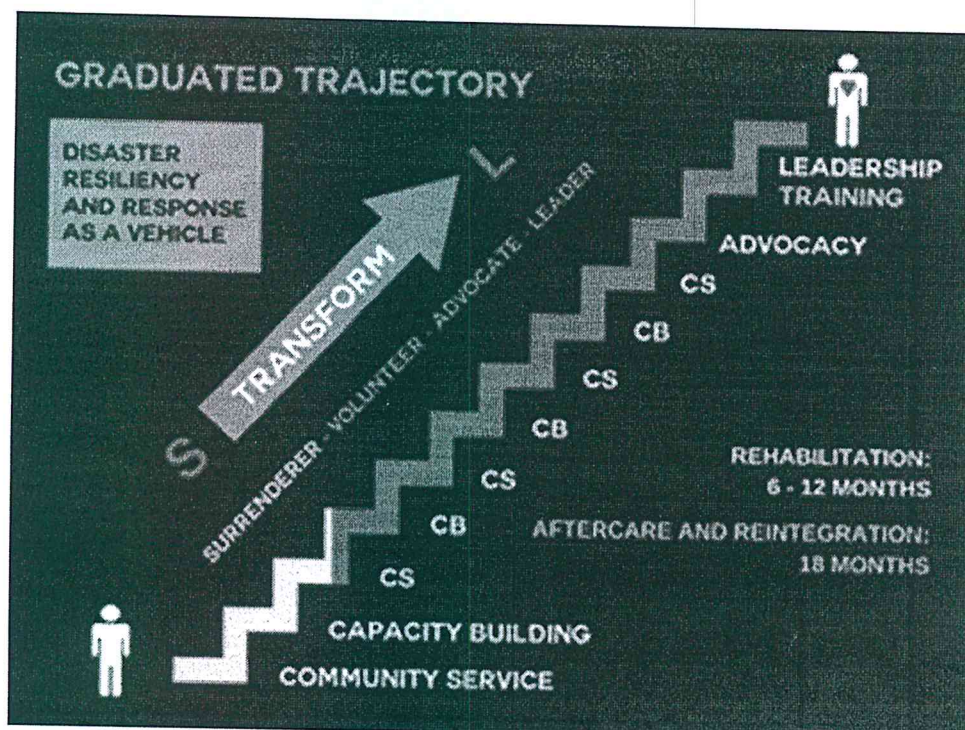 GRADUATED TRAJECTORY
DISASTER
RESILIENCY
AND RESPONSE
AS A VEHICLE
S
TRANSFORM
L
SURRENDERER - VOLUNTEER - ADVOCATE - LEADER
LEADERSHIP
TRAINING
ADVOCACY
CS
CB
CS
CB
CS
CB
CS
CAPACITY BUILDING
COMMUNITY SERVICE
REHABILITATION:
6 - 12 MONTHS
AFTERCARE AND REINTEGRATION:
18 MONTHS